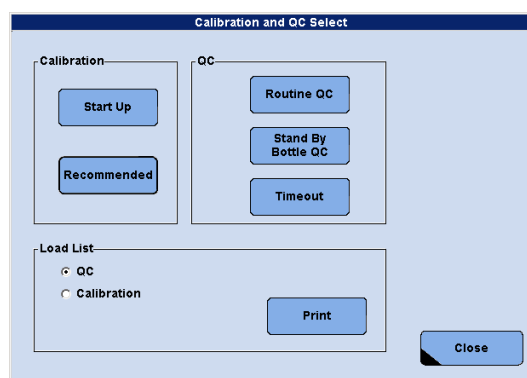 Calibration and QC Select
Calibration
Start Up
Recommended
QC
Routine QC
Stand By
Bottle QC
Timeout
Load List
QC
Calibration
Print
Close